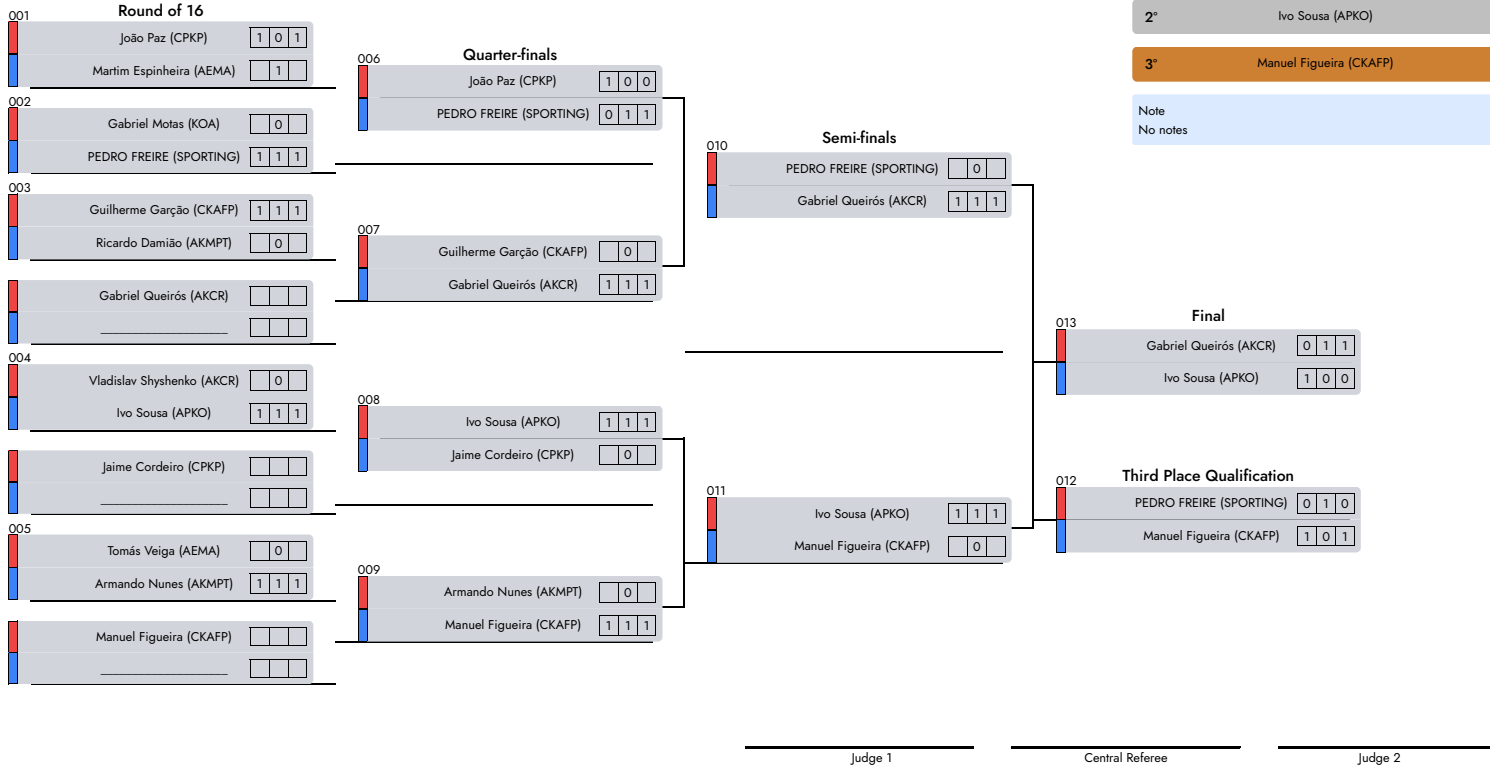 Round of 16
001
João Paz (CPKP) 1 0 1
Martim Espinheira (AEMA) 1
002
Gabriel Motas (KOA) 0
PEDRO FREIRE (SPORTING) 1 1 1
003
Guilherme Garção (CKAFP) 1 1 1
Ricardo Damião (AKMPT) 0
Gabriel Queirós (AKCR)
____________________
004
Vladislav Shyshenko (AKCR) 0
Ivo Sousa (APKO) 1 1 1
Jaime Cordeiro (CPKP)
____________________
005
Tomás Veiga (AEMA) 0
Armando Nunes (AKMPT) 1 1 1
Manuel Figueira (CKAFP)
____________________
Quarter-finals
006
João Paz (CPKP) 1 0 0
PEDRO FREIRE (SPORTING) 0 1 1
007
Guilherme Garção (CKAFP) 0
Gabriel Queirós (AKCR) 1 1 1
008
Ivo Sousa (APKO) 1 1 1
Jaime Cordeiro (CPKP) 0
009
Armando Nunes (AKMPT) 0
Manuel Figueira (CKAFP) 1 1 1
Semi-finals
010
PEDRO FREIRE (SPORTING) 0
Gabriel Queirós (AKCR) 1 1 1
011
Ivo Sousa (APKO) 1 1 1
Manuel Figueira (CKAFP) 0
Final
013
Gabriel Queirós (AKCR) 0 1 1
Ivo Sousa (APKO) 1 0 0
Third Place Qualification
012
PEDRO FREIRE (SPORTING) 0 1 0
Manuel Figueira (CKAFP) 1 0 1
2° Ivo Sousa (APKO)
3° Manuel Figueira (CKAFP)
Note
No notes
Judge 1
Central Referee
Judge 2